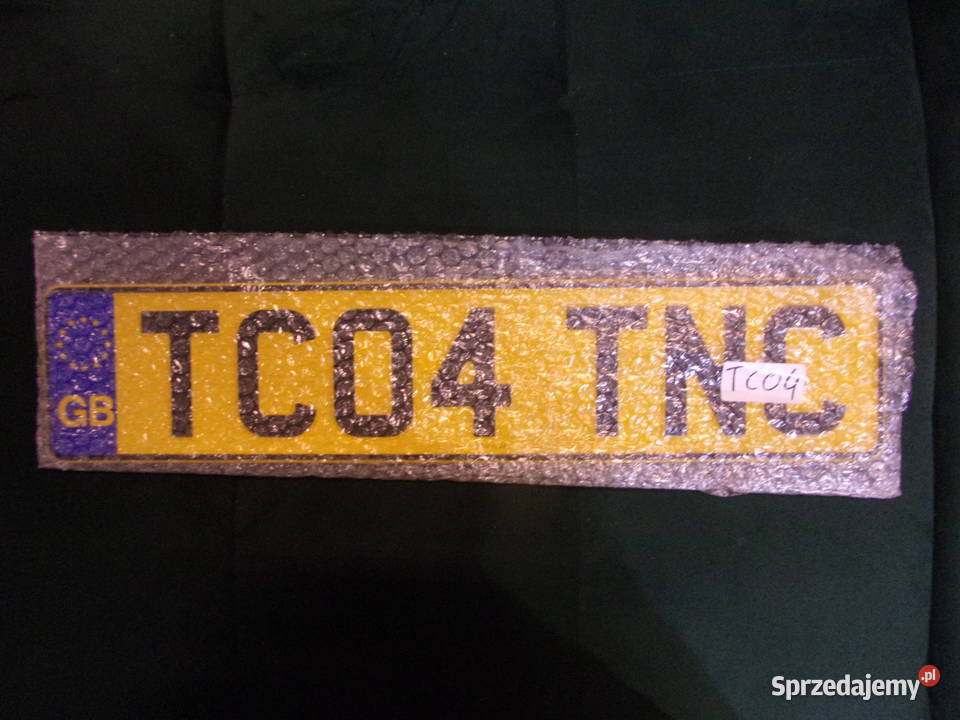 GB
TC04 TNC
TC04
Sprzedajemy.pl